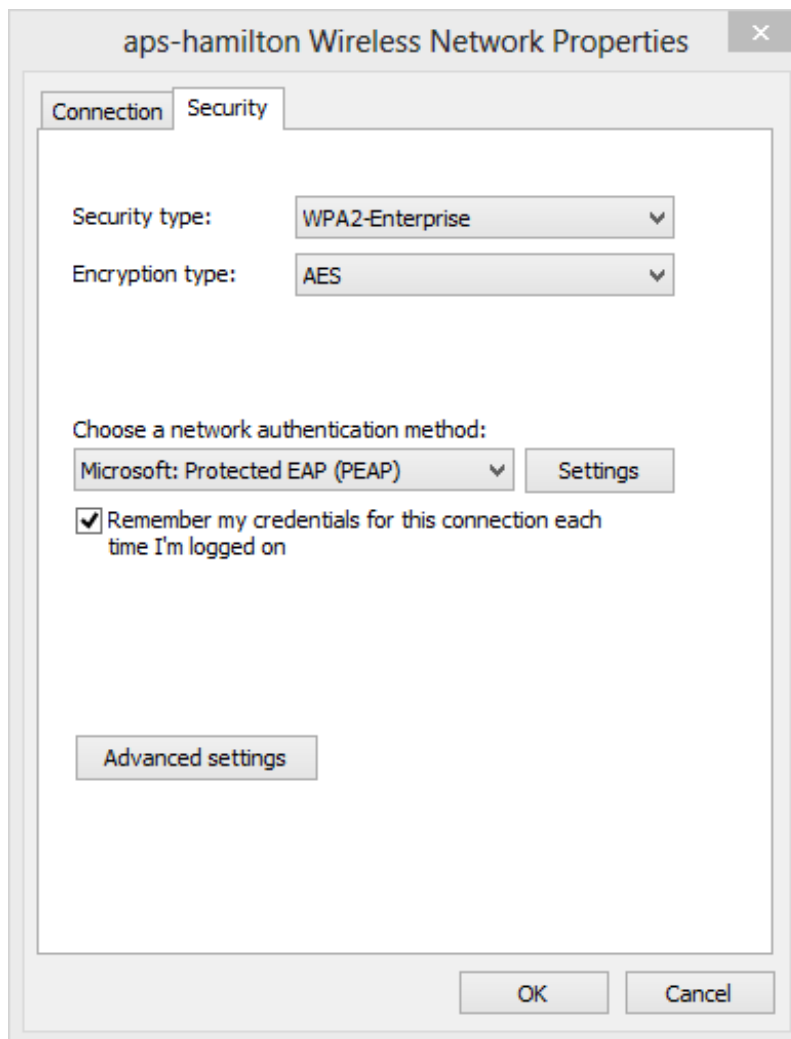 aps-hamilton Wireless Network Properties
Connection
Security
Security type:
WPA2-Enterprise
Encryption type:
AES
Choose a network authentication method:
Microsoft: Protected EAP (PEAP)
Settings
Remember my credentials for this connection each
time I'm logged on
Advanced settings
OK
Cancel